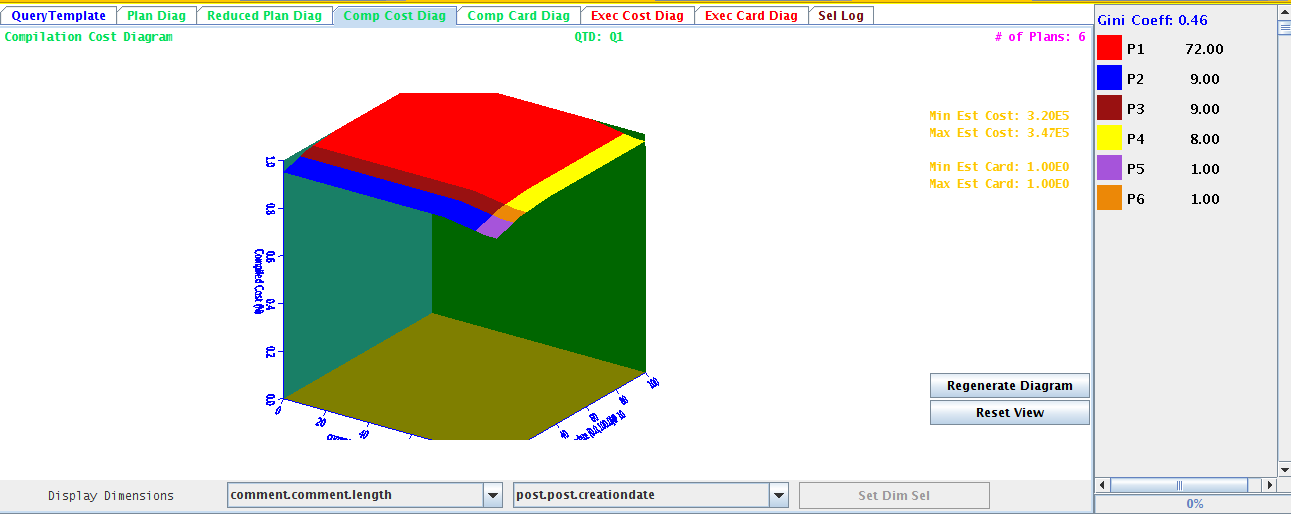 QueryTemplate Plan Diag Reduced Plan Diag Comp Cost Diag Comp Card Diag Exec Cost Diag Exec Card Diag Sel Log
Compilation Cost Diagram QTD: Q1 # of Plans: 6
Min Est Cost: 3.20E5
Max Est Cost: 3.47E5
Min Est Card: 1.00E0
Max Est Card: 1.00E0
1.0
0.8
0.6
0.4
0.2
0.0
Compiled Cost (N)
0
20
40
40
60
80
100
Regenerate Diagram
Reset View
Display Dimensions comment.comment.length post.post.creationdate Set Dim Sel
Gini Coeff: 0.46
P1 72.00
P2 9.00
P3 9.00
P4 8.00
P5 1.00
P6 1.00
0%